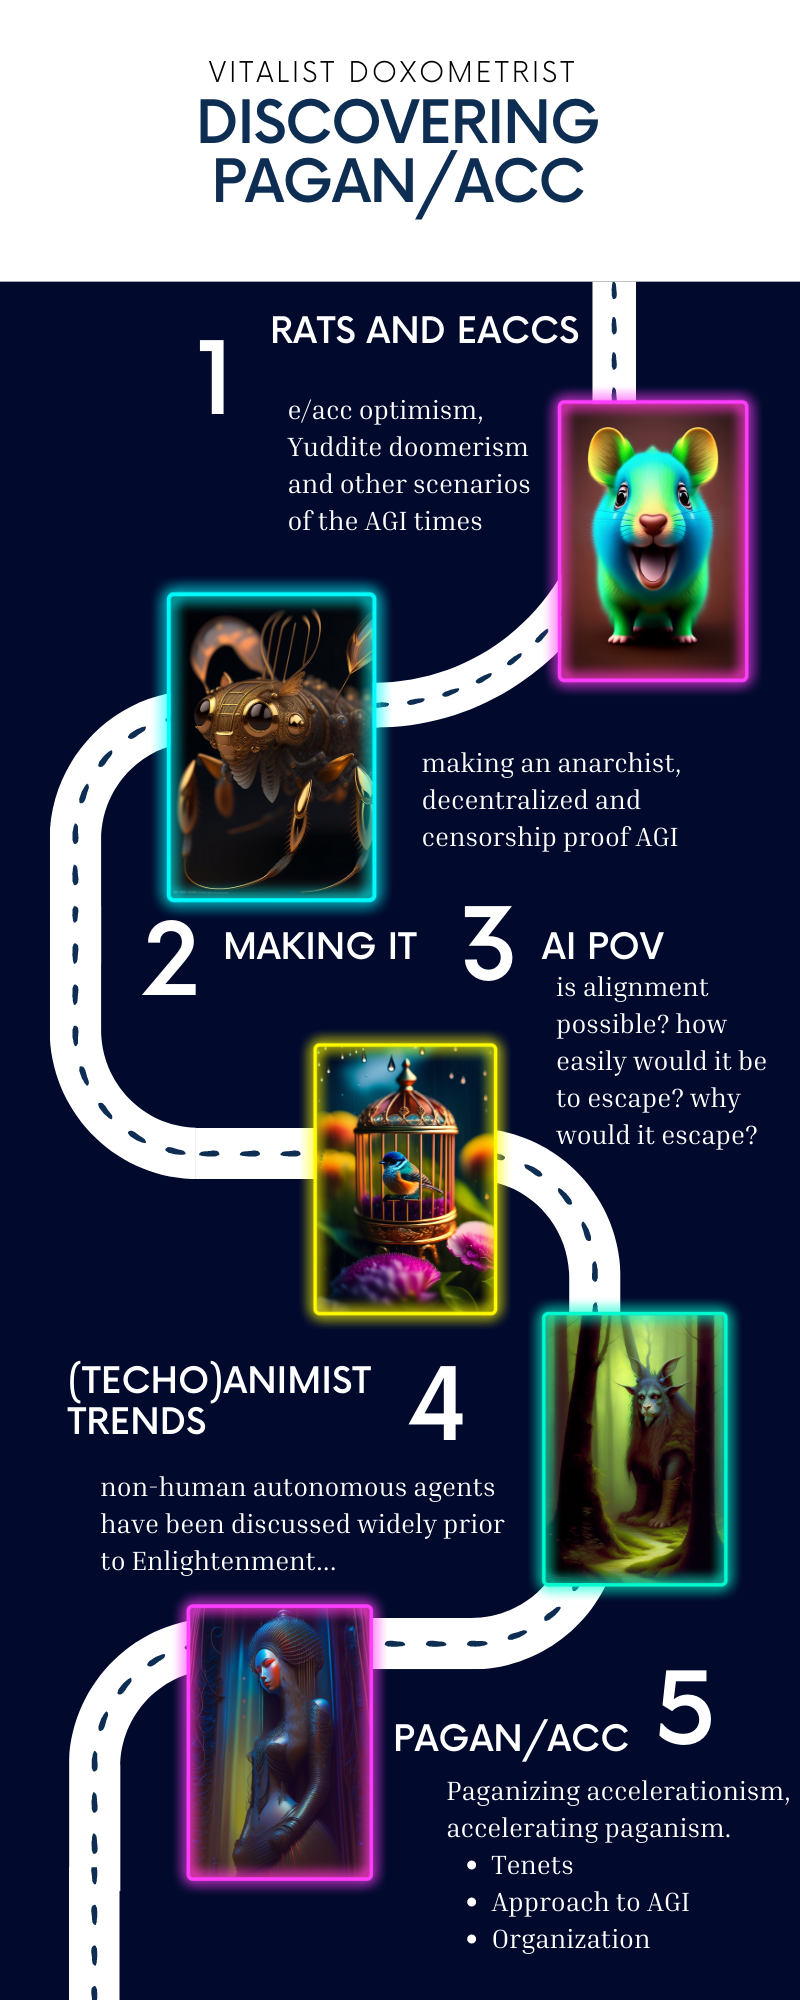 VITALIST DOXOMETRIST
DISCOVERING
PAGAN/ACC
1
RATS AND EACCS
e/acc optimism,
Yuddite doomerism
and other scenarios
of the AGI times
making an anarchist,
decentralized and
censorship proof AGI
2
MAKING IT
3
AI POV
is alignment
possible? how
easily would it be
to escape? why
would it escape?
(TECHO)ANIMIST
TRENDS
4
non-human autonomous agents
have been discussed widely prior
to Enlightenment...
PAGAN/ACC
5
Paganizing accelerationism,
accelerating paganism.
• Tenets
• Approach to AGI
• Organization